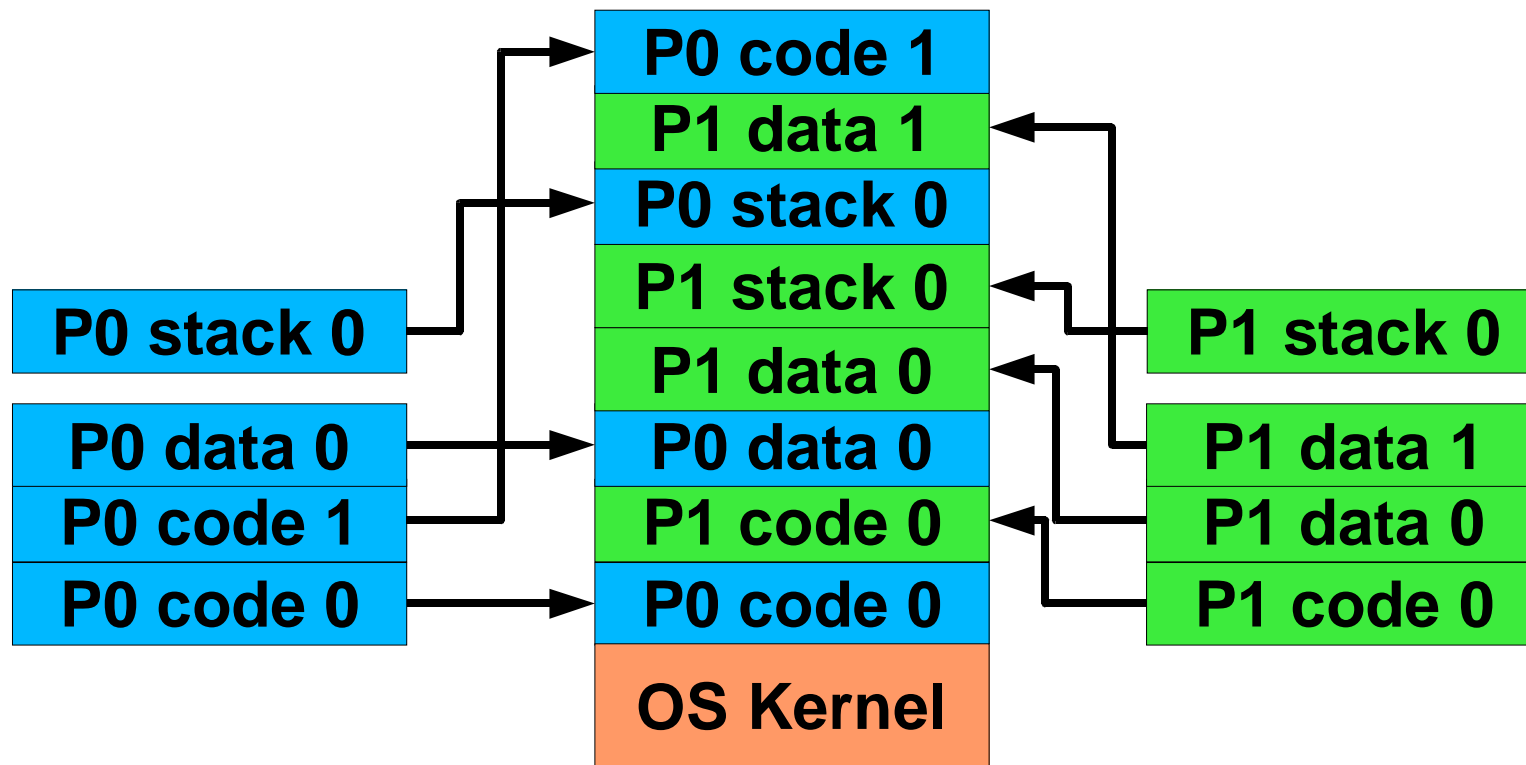 P0 stack 0
P0 data 0
P0 code 1
P0 code 0
P0 code 1
P1 data 1
P0 stack 0
P1 stack 0
P1 data 0
P0 data 0
P1 code 0
P0 code 0
OS Kernel
P1 stack 0
P1 data 1
P1 data 0
P1 code 0